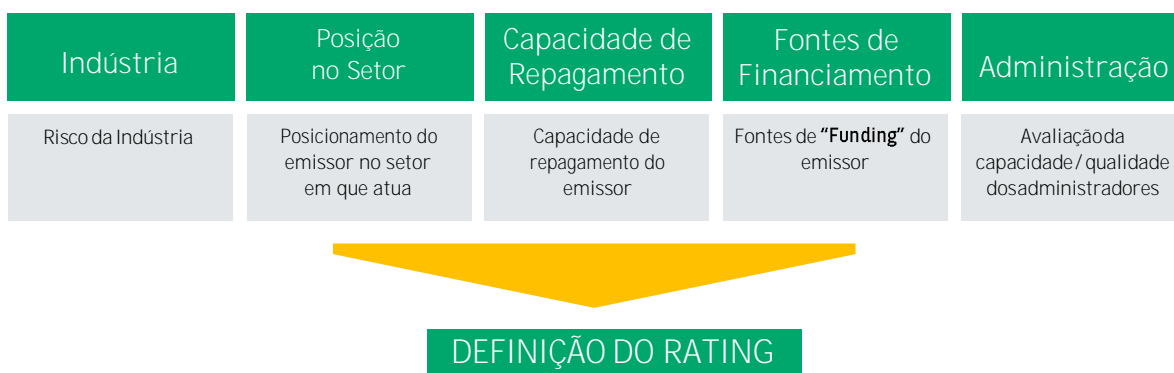 Indústria
Posição
no Setor
Capacidade de
Repagamento
Fontes de
Financiamento
Administração
Risco da Indústria
Posicionamento do
emissor no setor
em que atua
Capacidade de
repagamento do
emissor
Fontes de “Funding” do
emissor
Avaliaçãoda
capacidade/qualidade
dosadministradores
DEFINIÇÃO DO RATING